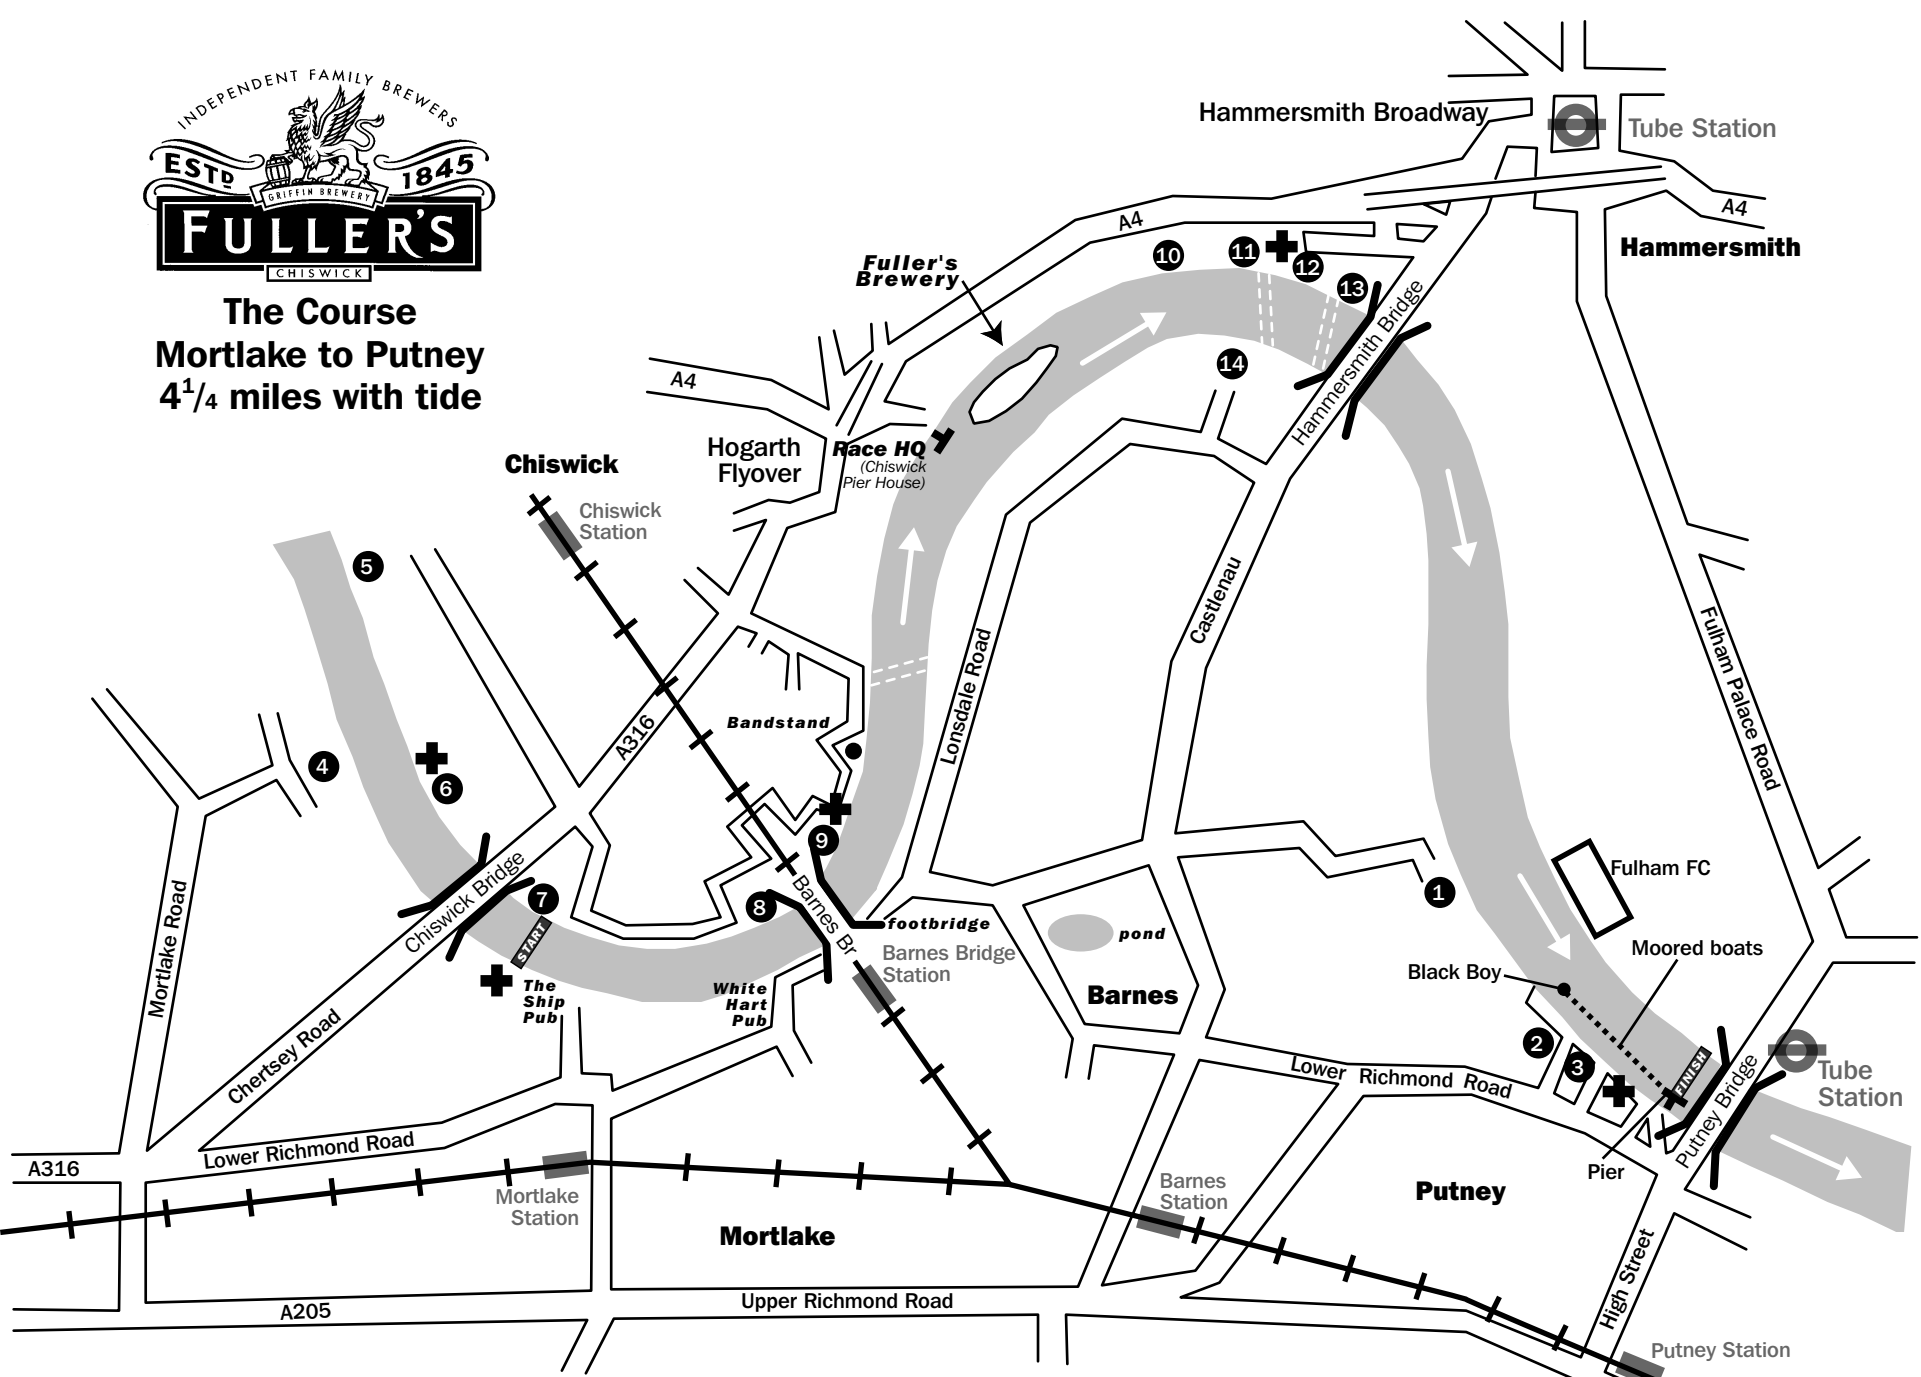 INDEPENDENT FAMILY BREWERS
ESTD 1845
GRIFFIN BREWERY
FULLER'S
CHISWICK
The Course
Mortlake to Putney
4 1/4 miles with tide
Hammersmith Broadway
Tube Station
A4
A4
Hammersmith
10
11
12
13
Fuller's
Brewery
Hammersmith Bridge
14
A4
Hogarth
Flyover
Race HQ
(Chiswick
Pier House)
Chiswick
Chiswick
Station
5
Castlenau
Lonsdale Road
Fulham Palace Road
A316
Bandstand
4
6
9
Chiswick Bridge
7
START
8
Barnes Br
footbridge
Barnes Bridge
Station
pond
Barnes
1
Fulham FC
Moored boats
Black Boy
Mortlake Road
The
Ship
Pub
White
Hart
Pub
Chertsey Road
2
3
FINISH
Putney Bridge
Tube
Station
Lower Richmond Road
Lower Richmond Road
A316
Pier
Mortlake
Station
Barnes
Station
Putney
Mortlake
High Street
A205
Upper Richmond Road
Putney Station